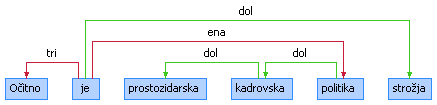 dol
ena
tri
dol
dol
Očitno je prostozidarska kadrovska politika strožja